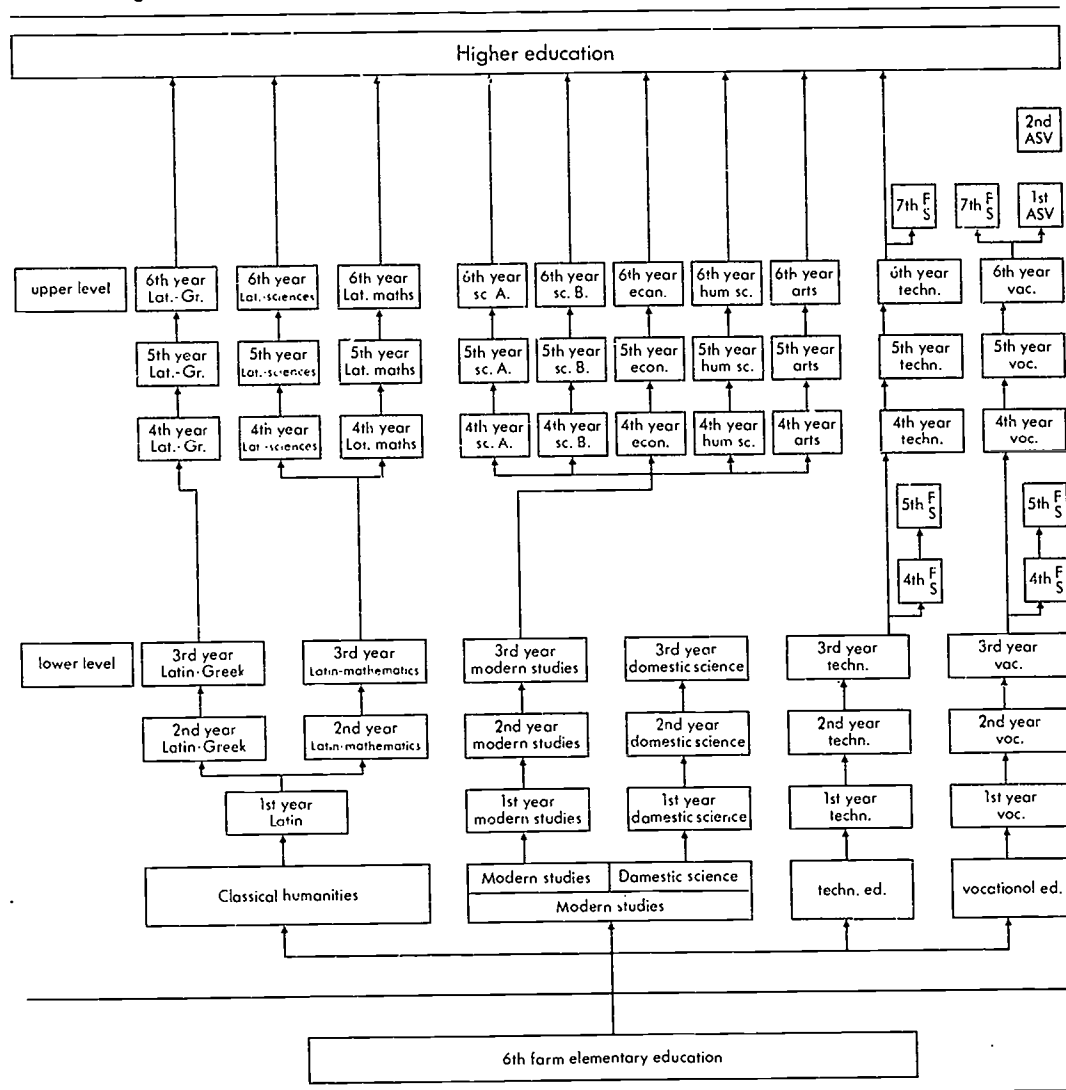 Higher education
2nd
ASV
7th F
S
7th F
S
1st
ASV
upper level
6th year
Lat.-Gr.
6th year
Lat.-sciences
6th year
Lat. maths
6th year
sc. A.
6th year
sc. B.
6th year
econ.
6th year
hum sc.
6th year
arts
6th year
techn.
6th year
vac.
5th year
Lat.-Gr.
5th year
Lat.-sciences
5th year
Lat. maths
5th year
sc. A.
5th year
sc. B.
5th year
econ.
5th year
hum sc.
5th year
arts
5th year
techn.
5th year
voc.
4th year
Lat.-Gr.
4th year
Lat.-sciences
4th year
Lot. maths
4th year
sc. A.
4th year
sc. B.
4th year
econ.
4th year
hum sc.
4th year
arts
4th year
techn.
4th year
voc.
5th F
S
5th F
S
4th F
S
4th F
S
lower level
3rd year
Latin-Greek
3rd year
Latin-mathematics
3rd year
modern studies
3rd year
domestic science
3rd year
techn.
3rd year
vac.
2nd year
Latin-Greek
2nd year
Latin-mathematics
2nd year
modern studies
2nd year
domestic science
2nd year
techn.
2nd year
voc.
1st year
Latin
1st year
modern studies
1st year
damestic science
1st year
techn.
1st year
voc.
Classical humanities
Modern studies
Damestic science
Modern studies
techn. ed.
vocationol ed.
6th farm elementary education